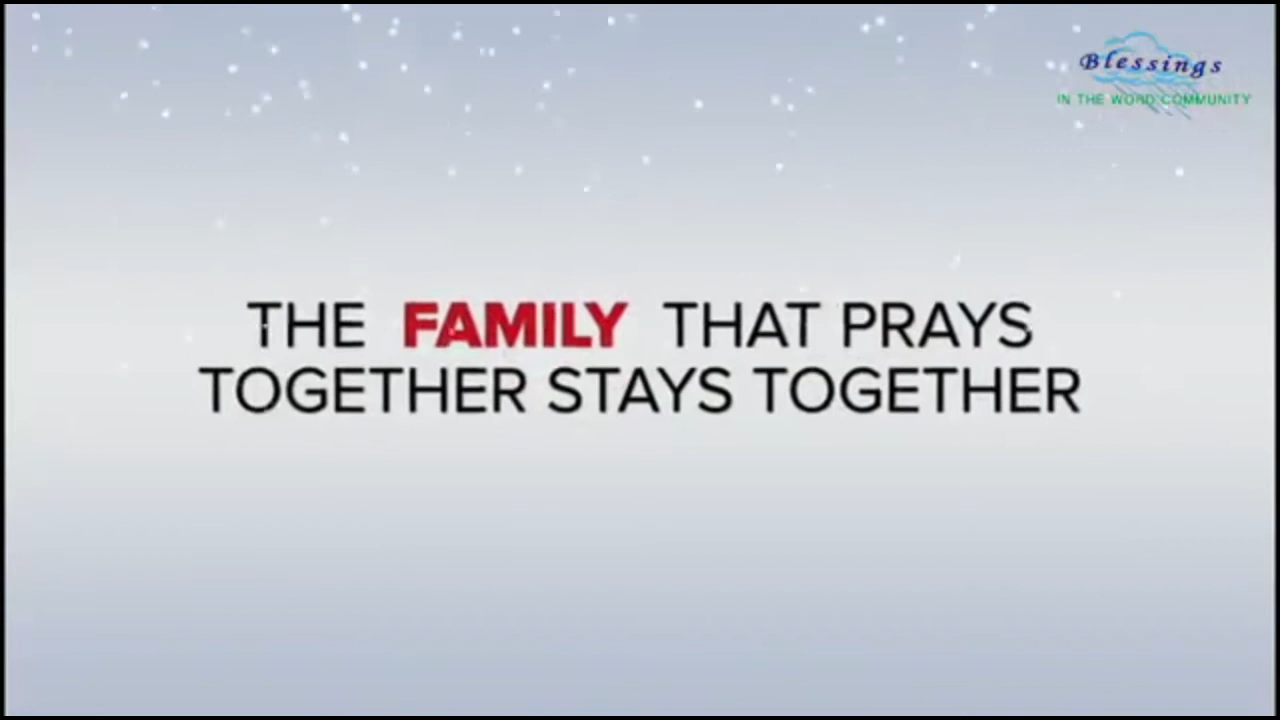 Blessings
IN THE WORD COMMUNITY
THE FAMILY THAT PRAYS
TOGETHER STAYS TOGETHER